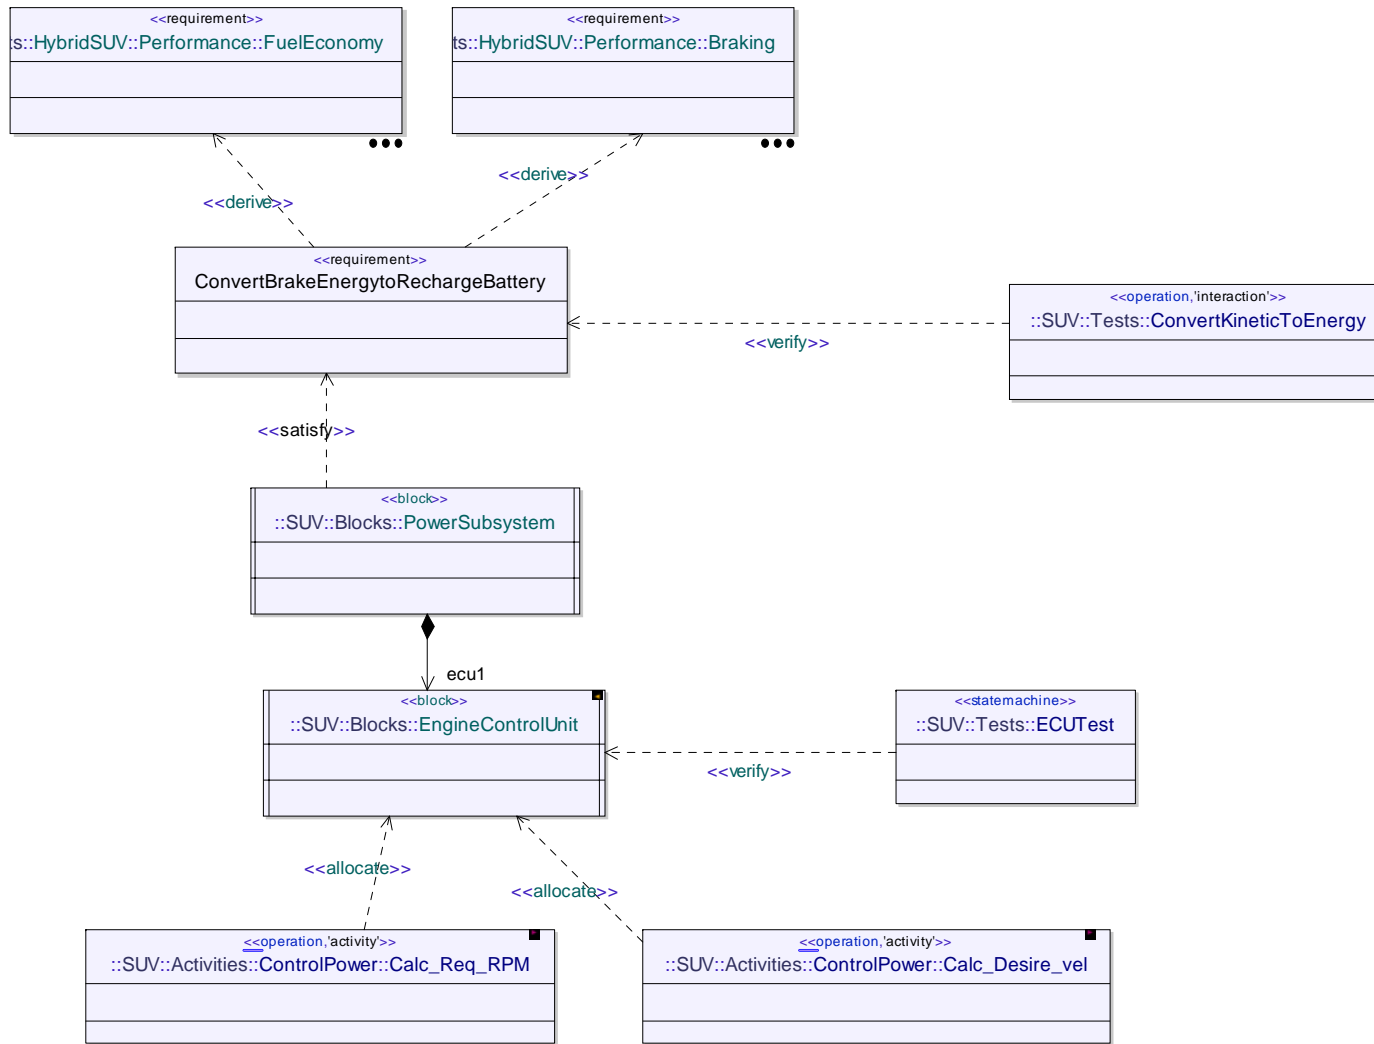 <<requirement>>
ts::HybridSUV::Performance::FuelEconomy
<<requirement>>
ts::HybridSUV::Performance::Braking
<<derive>>
<<derive>>
<<requirement>>
ConvertBrakeEnergytoRechargeBattery
<<operation,'interaction'>>
::SUV::Tests::ConvertKineticToEnergy
<<verify>>
<<satisfy>>
<<block>>
::SUV::Blocks::PowerSubsystem
ecu1
<<block>>
::SUV::Blocks::EngineControlUnit
<<statemachine>>
::SUV::Tests::ECUTest
<<verify>>
<<allocate>>
<<allocate>>
<<operation,'activity'>>
::SUV::Activities::ControlPower::Calc_Req_RPM
<<operation,'activity'>>
::SUV::Activities::ControlPower::Calc_Desire_vel